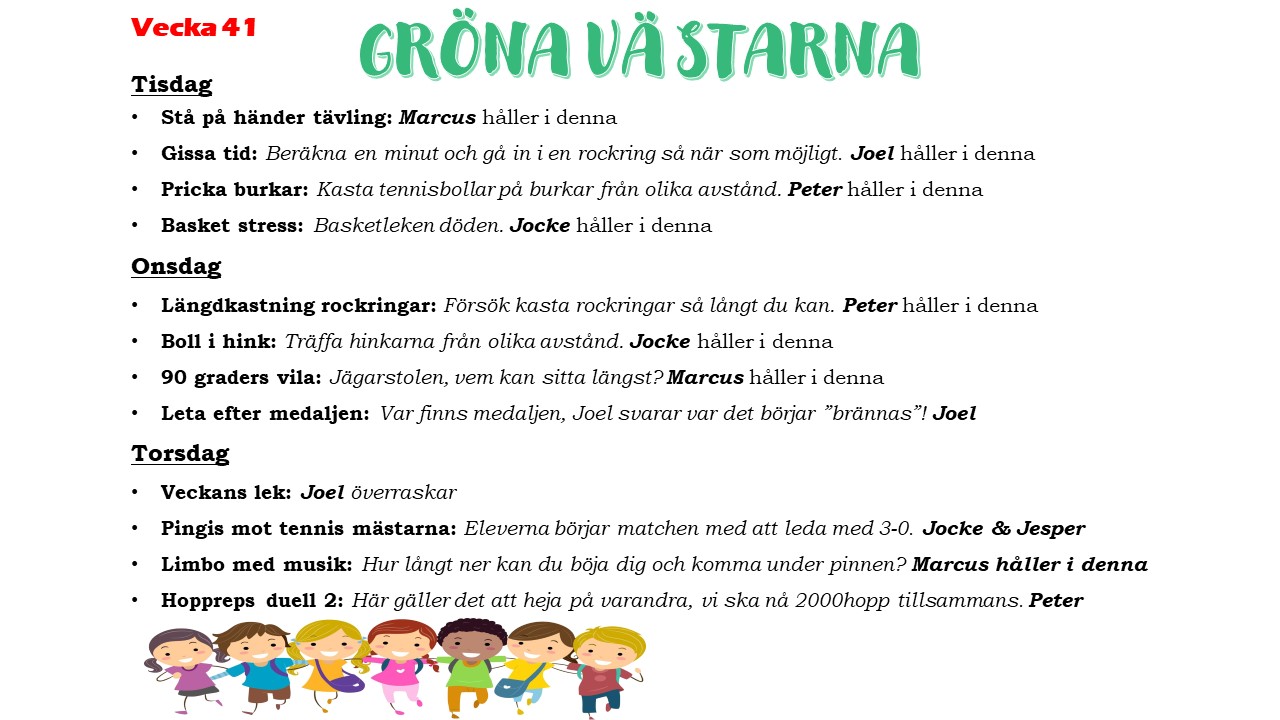 Vecka 41
GRÖNA VÄ STARNA
Tisdag
• Stå på händer tävling: Marcus håller i denna
• Gissa tid: Beräkna en minut och gå in i en rockring så när som möjligt. Joel håller i denna
• Pricka burkar: Kasta tennisbollar på burkar från olika avstånd. Peter håller i denna
• Basket stress: Basketleken döden. Jocke håller i denna
Onsdag
• Längdkastning rockringar: Försök kasta rockringar så långt du kan. Peter håller i denna
• Boll i hink: Träffa hinkarna från olika avstånd. Jocke håller i denna
• 90 graders vila: Jägarstolen, vem kan sitta längst? Marcus håller i denna
• Leta efter medaljen: Var finns medaljen, Joel svarar var det börjar ”brännas”! Joel
Torsdag
• Veckans lek: Joel överraskar
• Pingis mot tennis mästarna: Eleverna börjar matchen med att leda med 3-0. Jocke & Jesper
• Limbo med musik: Hur långt ner kan du böja dig och komma under pinnen? Marcus håller i denna
• Hoppreps duell 2: Här gäller det att heja på varandra, vi ska nå 2000hopp tillsammans. Peter